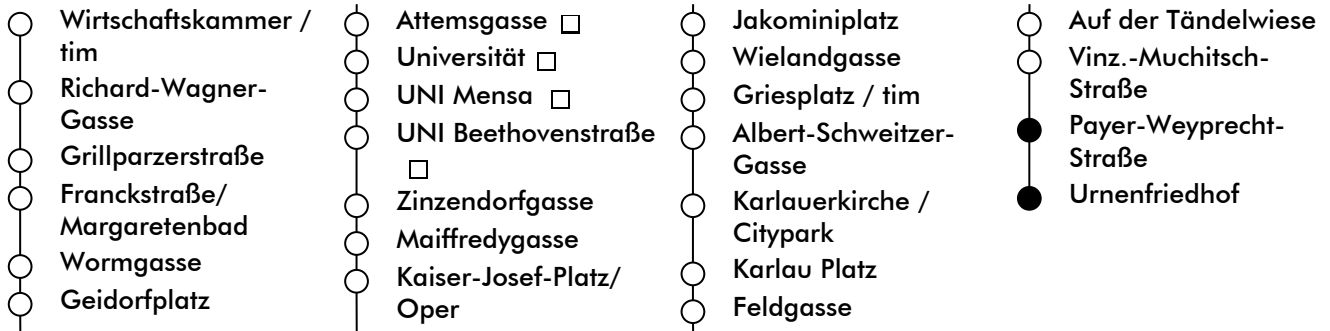 Wirtschaftskammer /
tim
Richard-Wagner-
Gasse
Grillparzerstraße
Franckstraße/
Margaretenbad
Wormgasse
Geidorfplatz
Attemsgasse
Universität
UNI Mensa
UNI Beethovenstraße
Zinzendorfgasse
Maiffredygasse
Kaiser-Josef-Platz/
Oper
Jakominiplatz
Wielandgasse
Griesplatz / tim
Albert-Schweitzer-
Gasse
Karlauerkirche /
Citypark
Karlau Platz
Feldgasse
Auf der Tändelwiese
Vinz.-Muchitsch-
Straße
Payer-Weyprecht-
Straße
Urnenfriedhof